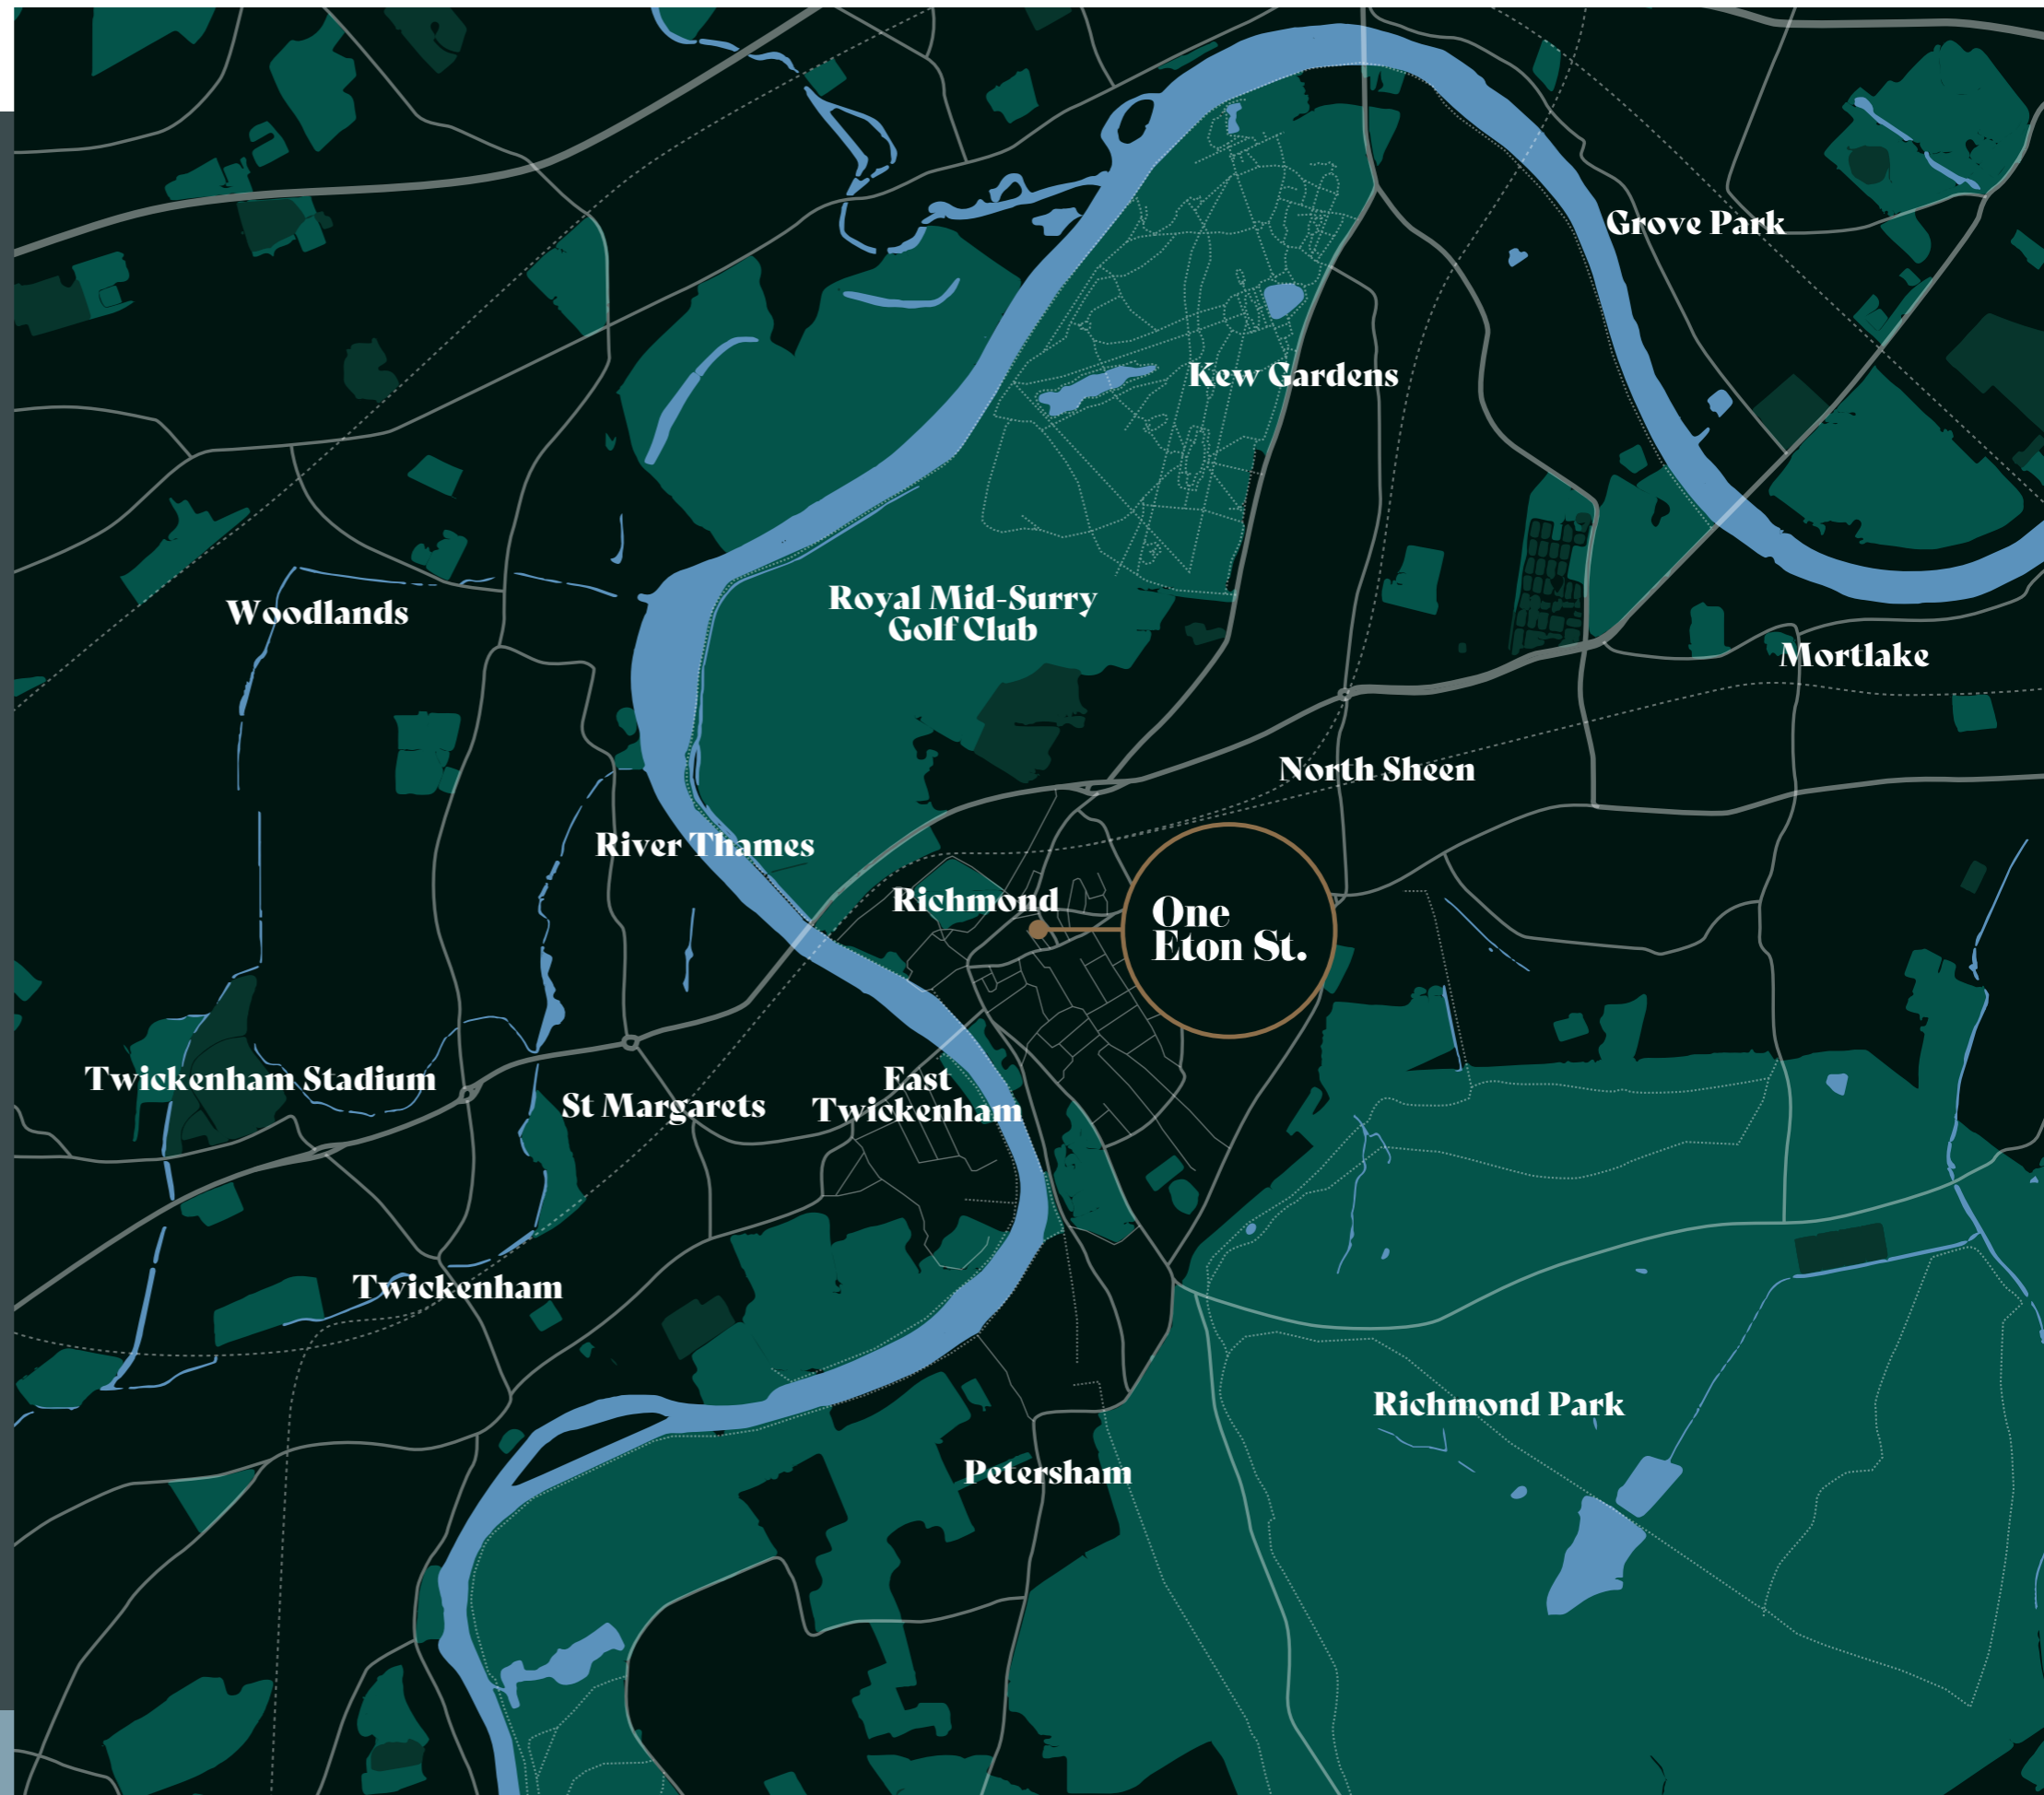 Grove Park
Kew Gardens
Royal Mid-Surry
Golf Club
Woodlands
Mortlake
North Sheen
River Thames
Richmond
One
Eton St.
Twickenham Stadium
St Margarets
East
Twickenham
Twickenham
Richmond Park
Petersham